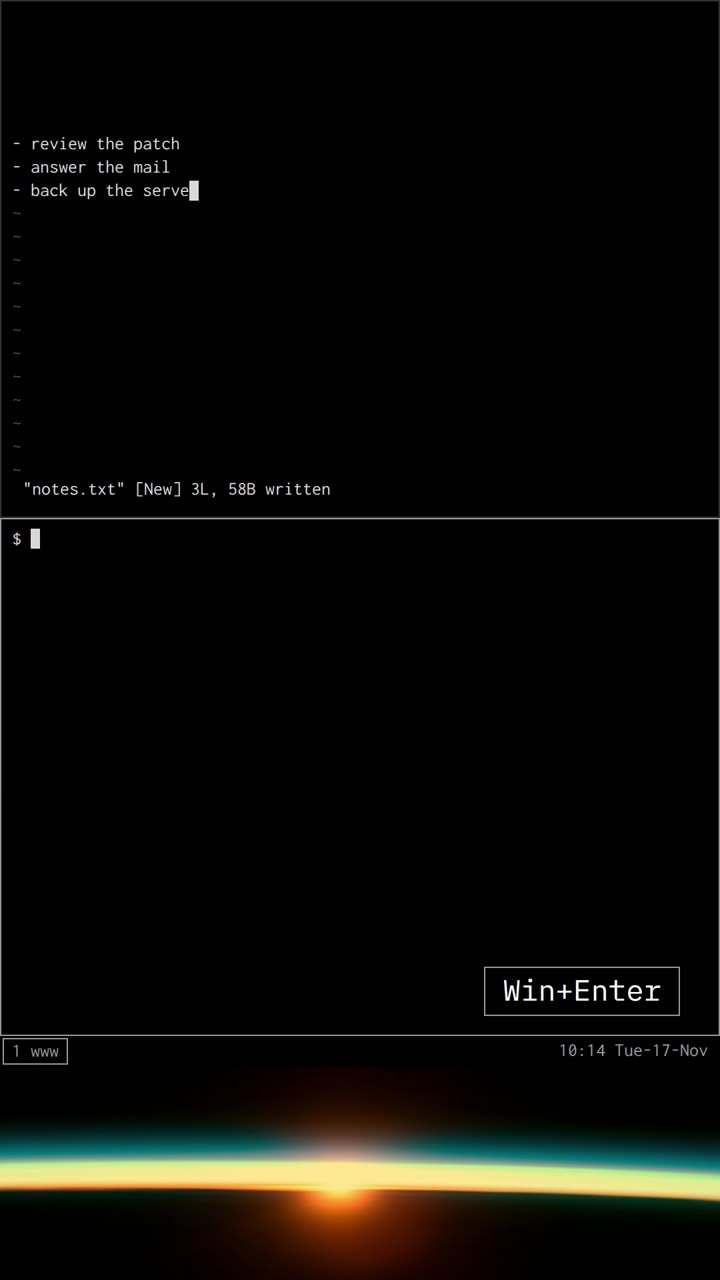 - review the patch
- answer the mail
- back up the serve
~
~
~
~
~
~
~
~
~
~
~
~
"notes.txt" [New] 3L, 58B written
$
Win+Enter
1 www
10:14 Tue-17-Nov